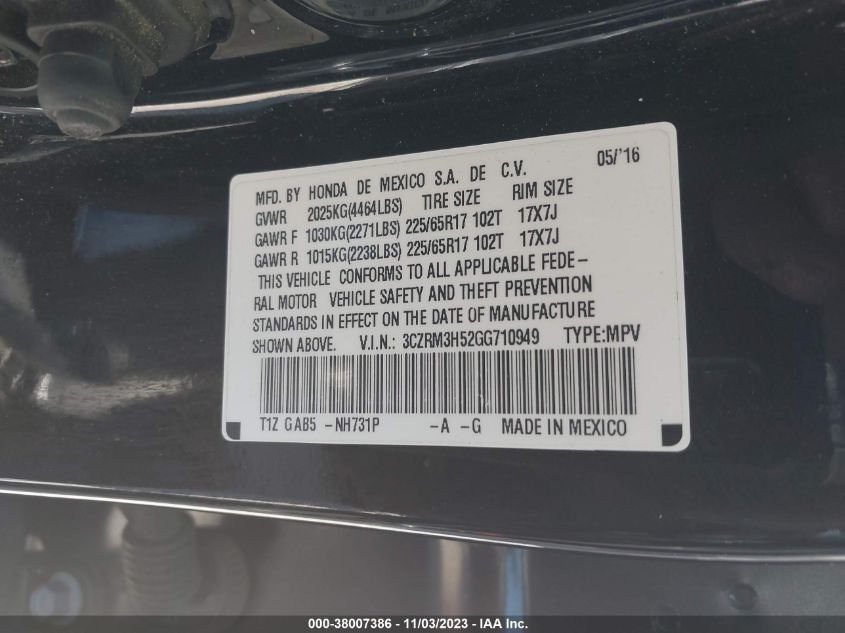 DE MEXICO
MFD. BY HONDA DE MEXICO S.A. DE C.V. 05/'16
GVWR 2025KG(4464LBS) TIRE SIZE RIM SIZE
GAWR F 1030KG(2271LBS) 225/65R17 102T 17X7J
GAWR R 1015KG(2238LBS) 225/65R17 102T 17X7J
THIS VEHICLE CONFORMS TO ALL APPLICABLE FEDE–
RAL MOTOR VEHICLE SAFETY AND THEFT PREVENTION
STANDARDS IN EFFECT ON THE DATE OF MANUFACTURE
SHOWN ABOVE. V.I.N.: 3CZRM3H52GG710949 TYPE:MPV
T1Z GAB5 –NH731P –A –G MADE IN MEXICO
000-38007386 - 11/03/2023 - IAA Inc.